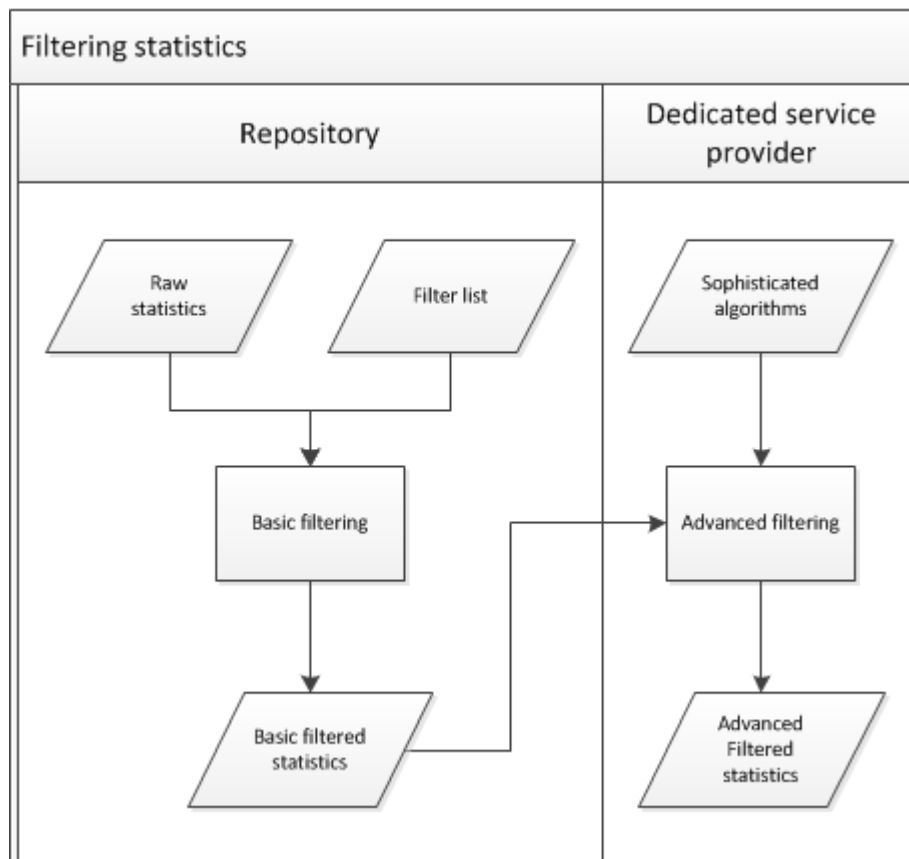 Filtering statistics
Repository
Dedicated service
provider
Raw
statistics
Filter list
Sophisticated
algorithms
Basic filtering
Advanced filtering
Basic filtered
statistics
Advanced
Filtered
statistics